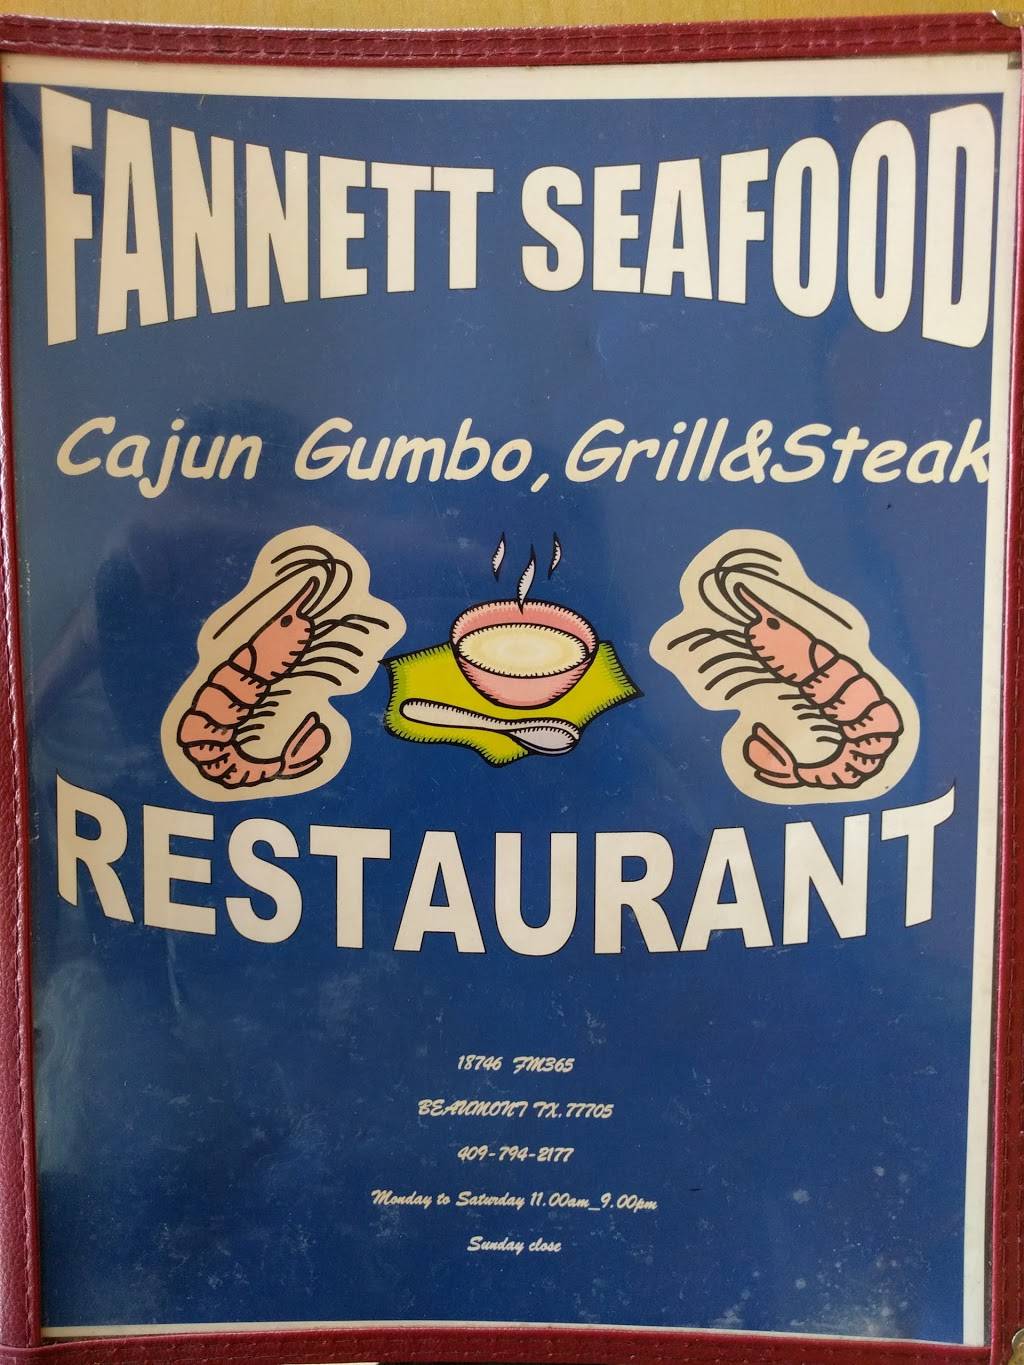 FANNETT SEAFOOD
Cajun Gumbo, Grill&Steak
RESTAURANT
18746 FM365
BEAUMONT TX, 77705
409-794-2177
Monday to Saturday 11.00am_9.00pm
Sunday close